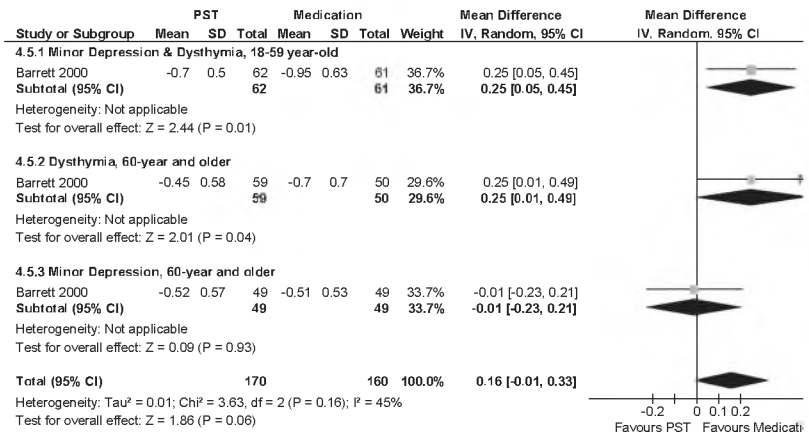 PST Medication Mean Difference Mean Difference
Study or Subgroup Mean SD Total Mean SD Total Weight IV, Random, 95% CI IV, Random, 95% CI
4.5.1 Minor Depression & Dysthymia, 18-59 year-old
Barrett 2000 -0.7 0.5 62 -0.95 0.63 61 36.7% 0.25 [0.05, 0.45]
Subtotal (95% CI) 62 61 36.7% 0.25 [0.05, 0.45]
Heterogeneity: Not applicable
Test for overall effect: Z = 2.44 (P = 0.01)
4.5.2 Dysthymia, 60-year and older
Barrett 2000 -0.45 0.58 59 -0.7 0.7 50 29.6% 0.25 [0.01, 0.49]
Subtotal (95% CI) 59 50 29.6% 0.25 [0.01, 0.49]
Heterogeneity: Not applicable
Test for overall effect: Z = 2.01 (P = 0.04)
4.5.3 Minor Depression, 60-year and older
Barrett 2000 -0.52 0.57 49 -0.51 0.53 49 33.7% -0.01 [-0.23, 0.21]
Subtotal (95% CI) 49 49 33.7% -0.01 [-0.23, 0.21]
Heterogeneity: Not applicable
Test for overall effect: Z = 0.09 (P = 0.93)
Total (95% CI) 170 160 100.0% 0.16 [-0.01, 0.33]
Heterogeneity: Tau² = 0.01; Chi² = 3.63, df = 2 (P = 0.16); I² = 45%
Test for overall effect: Z = 1.86 (P = 0.06)
-0.2 0 0.1 0.2
Favours PST Favours Medicati